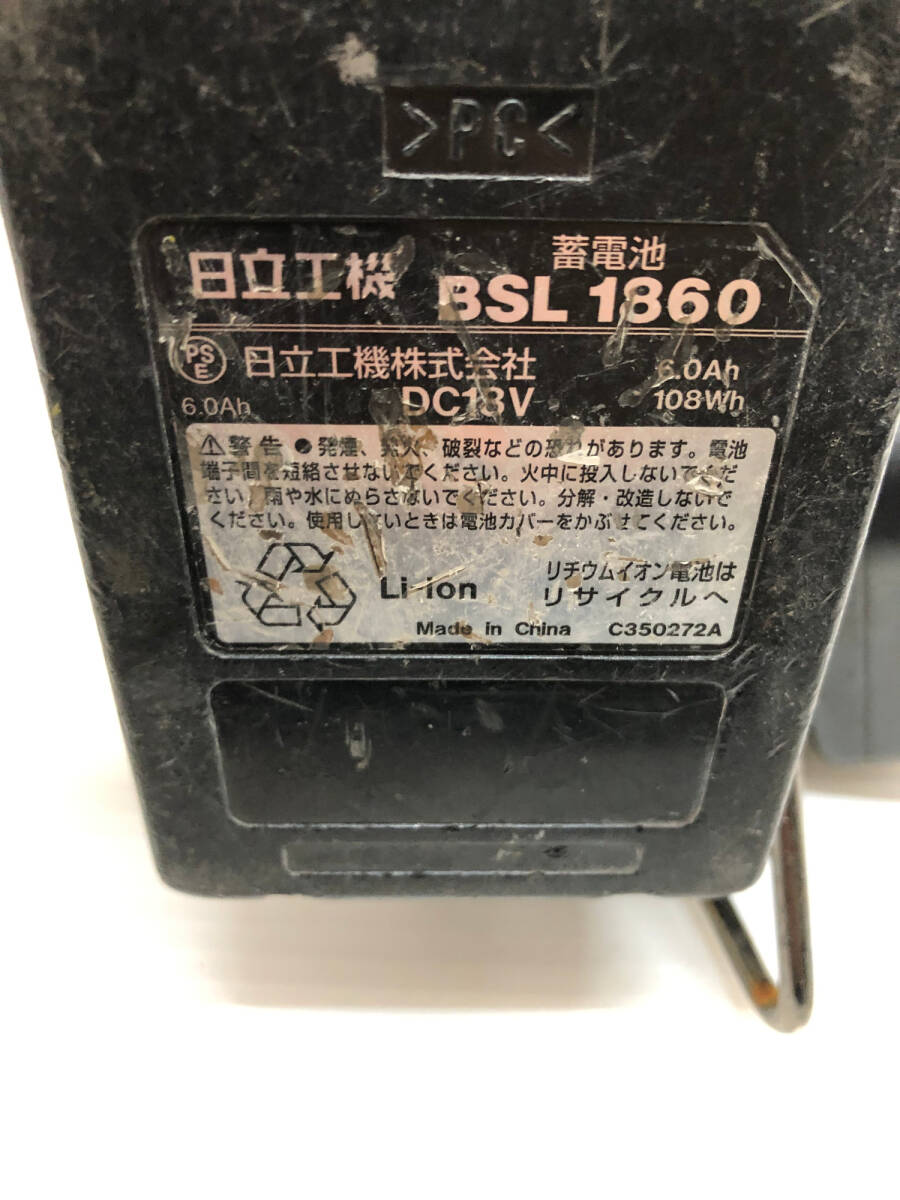 >PC<
日立工機
蓄電池
BSL 1860
PS
E
日立工機株式会社
6.0Ah
6.0Ah
DC18V
108Wh
⚠警告 ●発煙、発火、破裂などの恐れがあります。電池
端子間を短絡させないでください。火中に投入しないでくだ
さい。雨や水にぬらさないでください。分解・改造しないで
ください。使用していときは電池カバーをかぶせてください。
Li-ion
リチウムイオン電池は
リサイクルへ
Made in China
C350272A